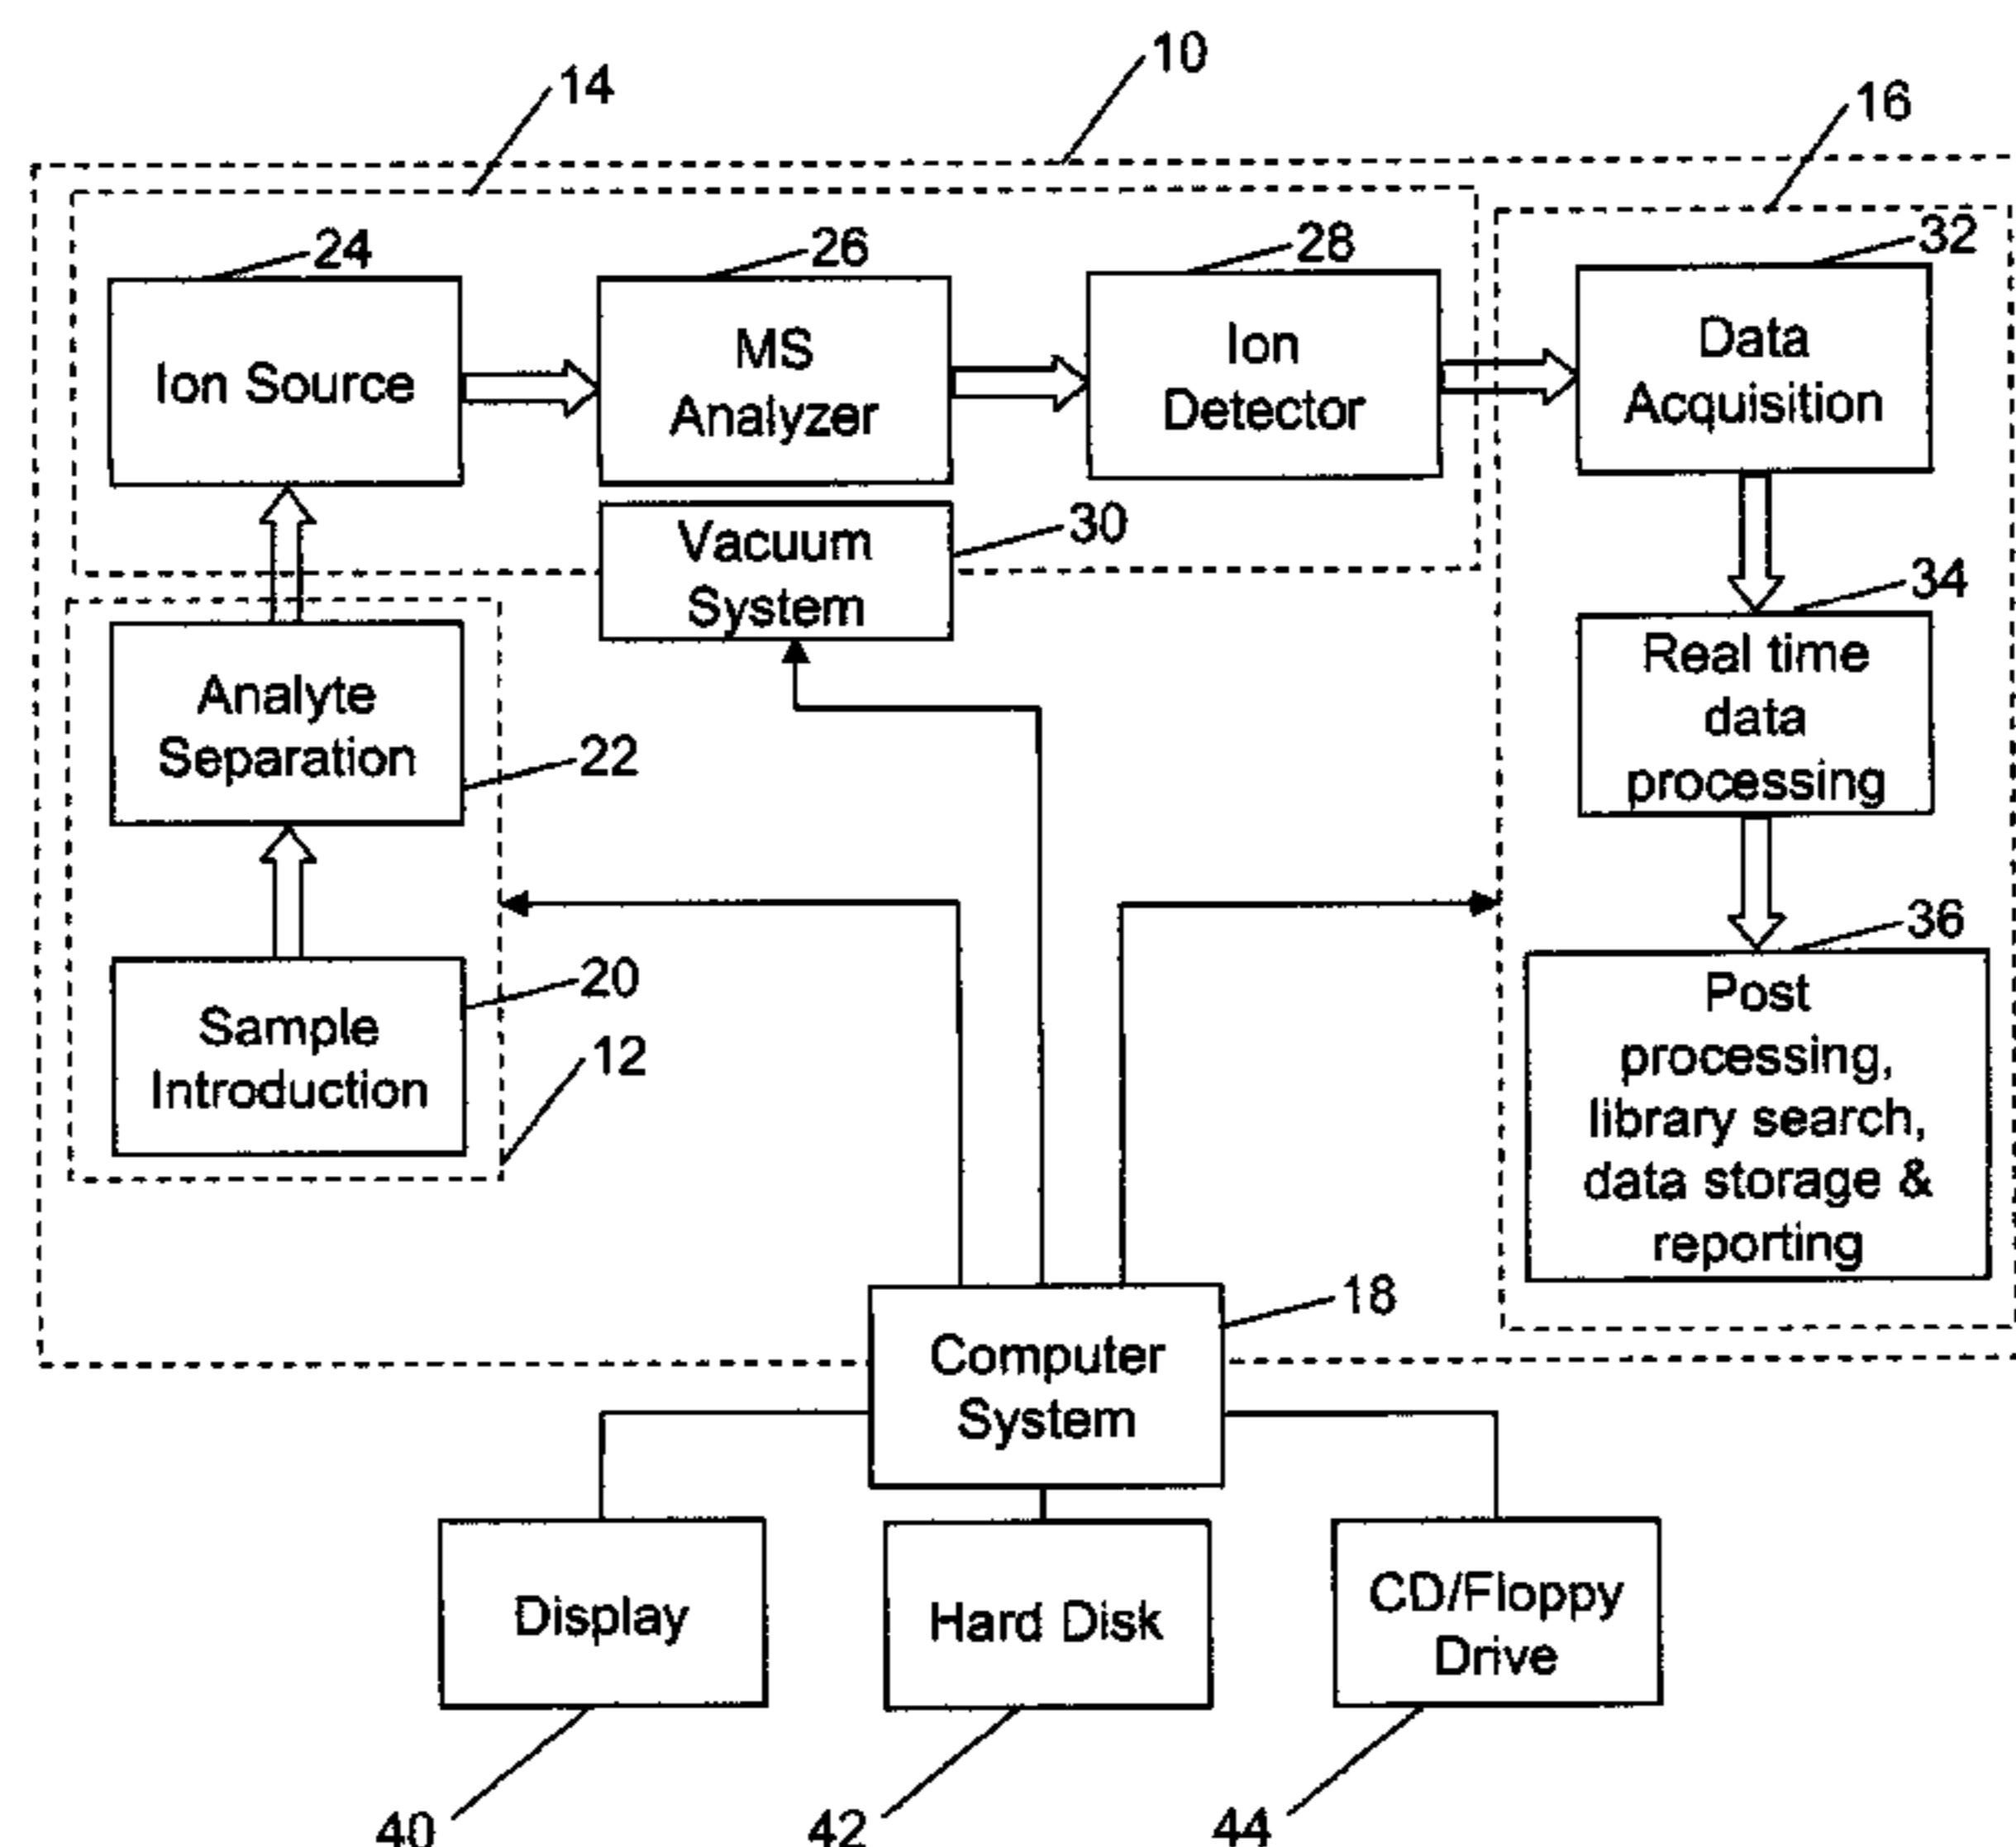 10
14
16
24
26
28
32
Ion Source
MS
Analyzer
Ion
Detector
Data
Acquisition
Vacuum
System
30
34
Analyte
Separation
22
Real time
data
processing
20
Sample
Introduction
12
36
Post
processing,
library search,
data storage &
reporting
18
Computer
System
Display
Hard Disk
CD/Floppy
Drive
40
42
44